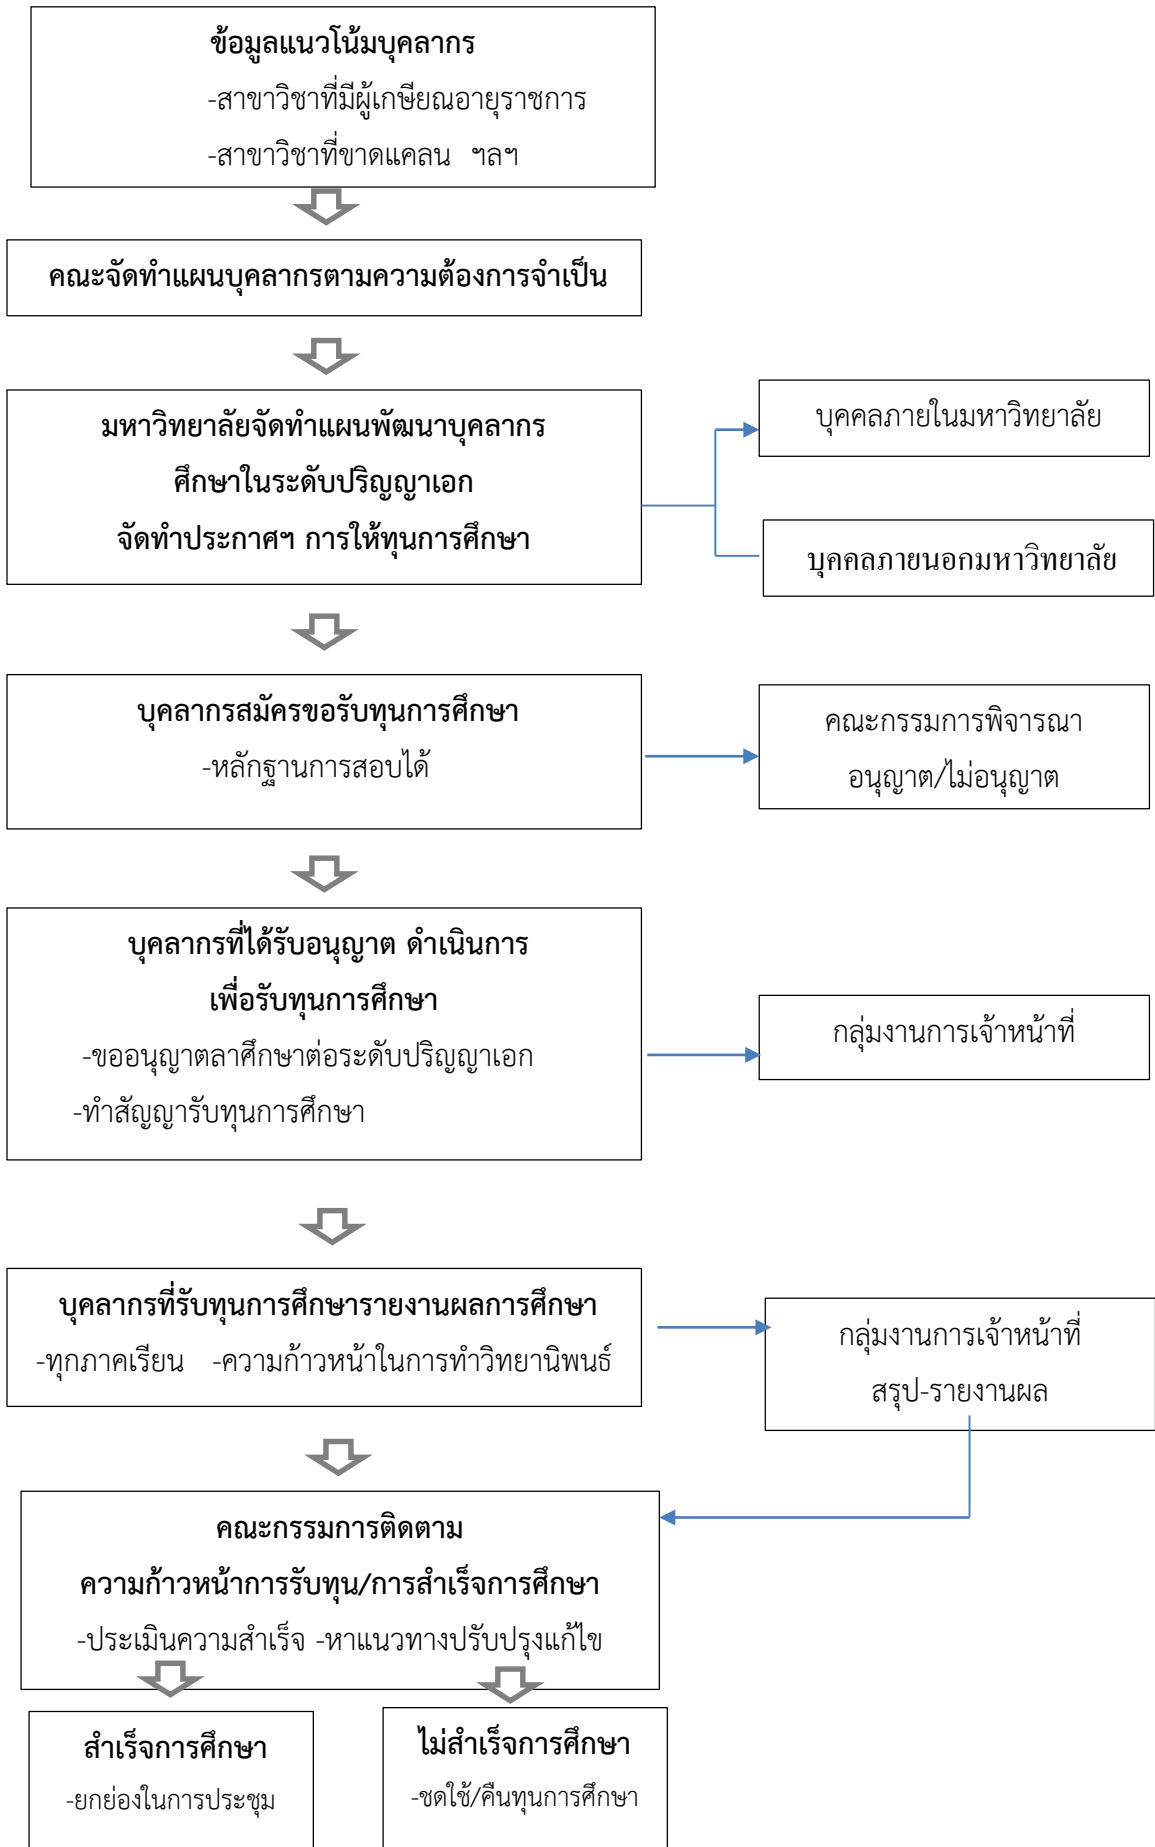 ข้อมูลแนวโน้มบุคลากร
-สาขาวิชาที่มีผู้เกษียณอายุราชการ
-สาขาวิชาที่ขาดแคลน ฯลฯ
คณะจัดทำแผนบุคลากรตามความต้องการจำเป็น
มหาวิทยาลัยจัดทำแผนพัฒนาบุคลากร
ศึกษาในระดับปริญญาเอก
จัดทำประกาศฯ การให้ทุนการศึกษา
บุคคลภายในมหาวิทยาลัย
บุคคลภายนอกมหาวิทยาลัย
บุคลากรสมัครขอรับทุนการศึกษา
-หลักฐานการสอบได้
คณะกรรมการพิจารณา
อนุญาต/ไม่อนุญาต
บุคลากรที่ได้รับอนุญาต ดำเนินการ
เพื่อรับทุนการศึกษา
-ขออนุญาตลาศึกษาต่อระดับปริญญาเอก
-ทำสัญญารับทุนการศึกษา
กลุ่มงานการเจ้าหน้าที่
บุคลากรที่รับทุนการศึกษารายงานผลการศึกษา
-ทุกภาคเรียน -ความก้าวหน้าในการทำวิทยานิพนธ์
กลุ่มงานการเจ้าหน้าที่
สรุป-รายงานผล
คณะกรรมการติดตาม
ความก้าวหน้าการรับทุน/การสำเร็จการศึกษา
-ประเมินความสำเร็จ -หาแนวทางปรับปรุงแก้ไข
สำเร็จการศึกษา
-ยกย่องในการประชุม
ไม่สำเร็จการศึกษา
-ชดใช้/คืนทุนการศึกษา